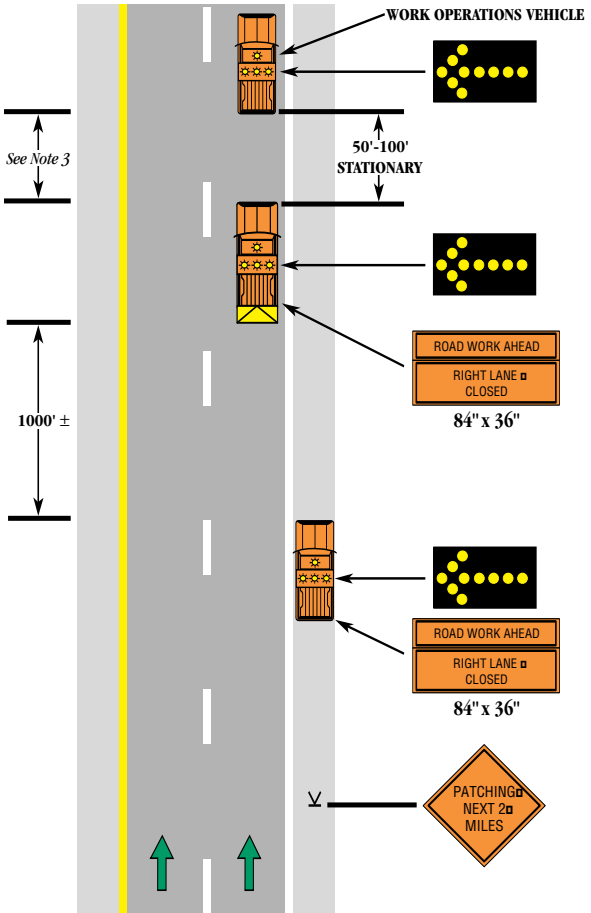 WORK OPERATIONS VEHICLE
See Note 3
50'-100'
STATIONARY
ROAD WORK AHEAD
RIGHT LANE
CLOSED
84" x 36"
1000' ±
ROAD WORK AHEAD
RIGHT LANE
CLOSED
84" x 36"
PATCHING
NEXT 2
MILES